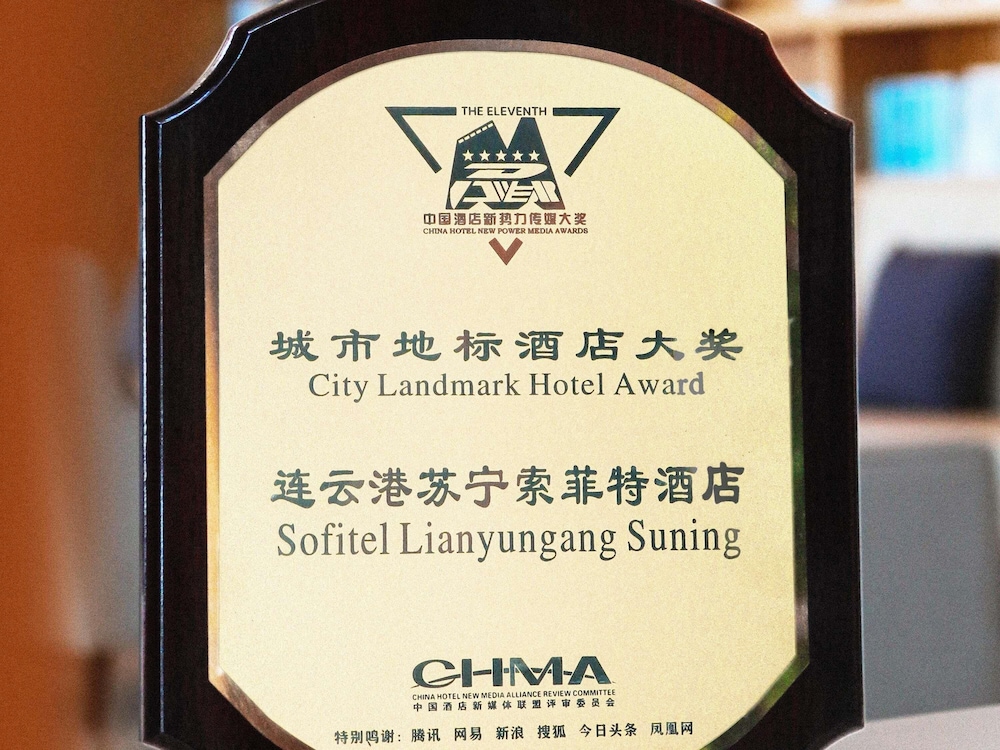 THE ELEVENTH
POWER
中国酒店新势力传媒大奖
CHINA HOTEL NEW POWER MEDIA AWARDS
城市地标酒店大奖
City Landmark Hotel Award
连云港苏宁索菲特酒店
Sofitel Lianyungang Suning
CHMA
CHINA HOTEL NEW MEDIA ALLIANCE REVIEW COMMITTEE
中国酒店新媒体联盟评审委员会
特别鸣谢：腾讯 网易 新浪 搜狐 今日头条 凤凰网